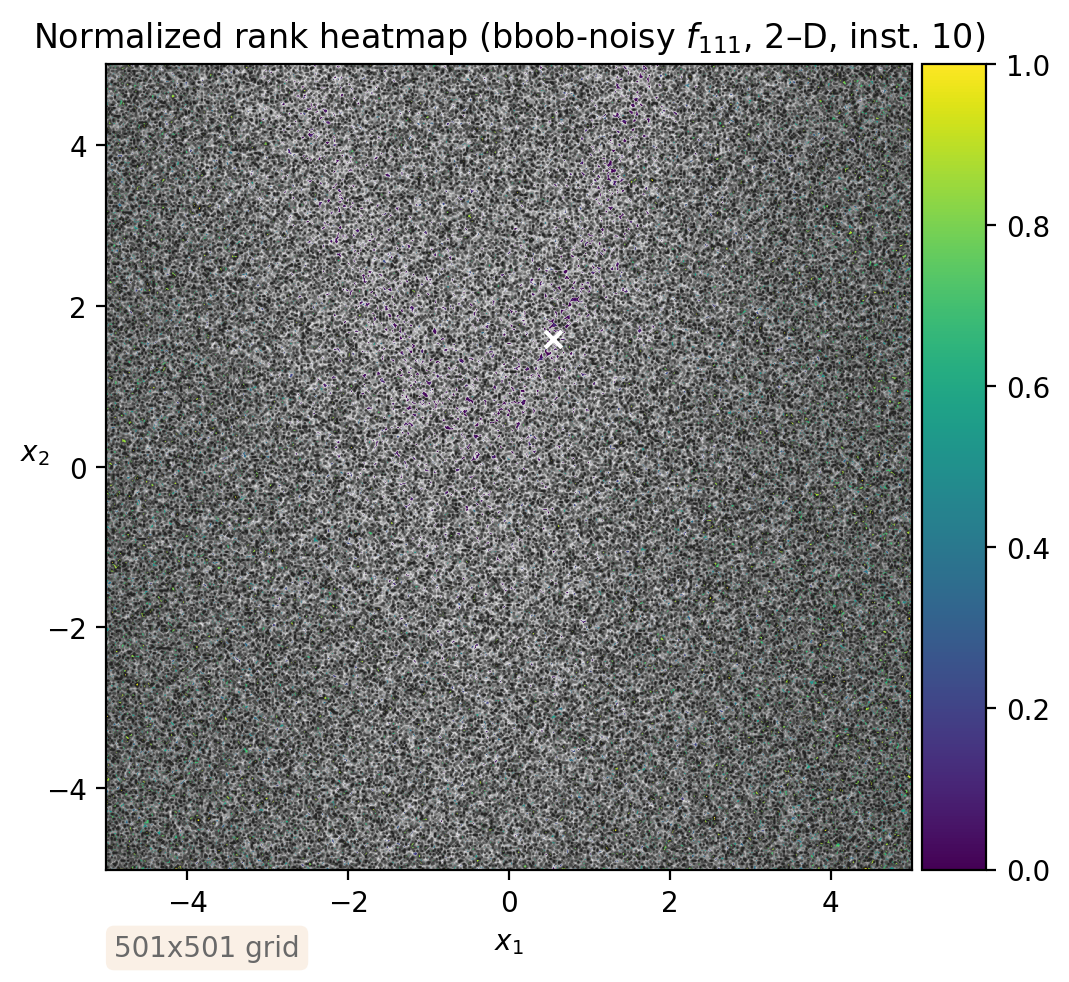 Normalized rank heatmap (bbob-noisy f₁₁₁, 2–D, inst. 10)
1.0
4
0.8
2
0.6
x₂
0
0.4
−2
0.2
−4
0.0
−4 −2 0 2 4
501x501 grid
x₁